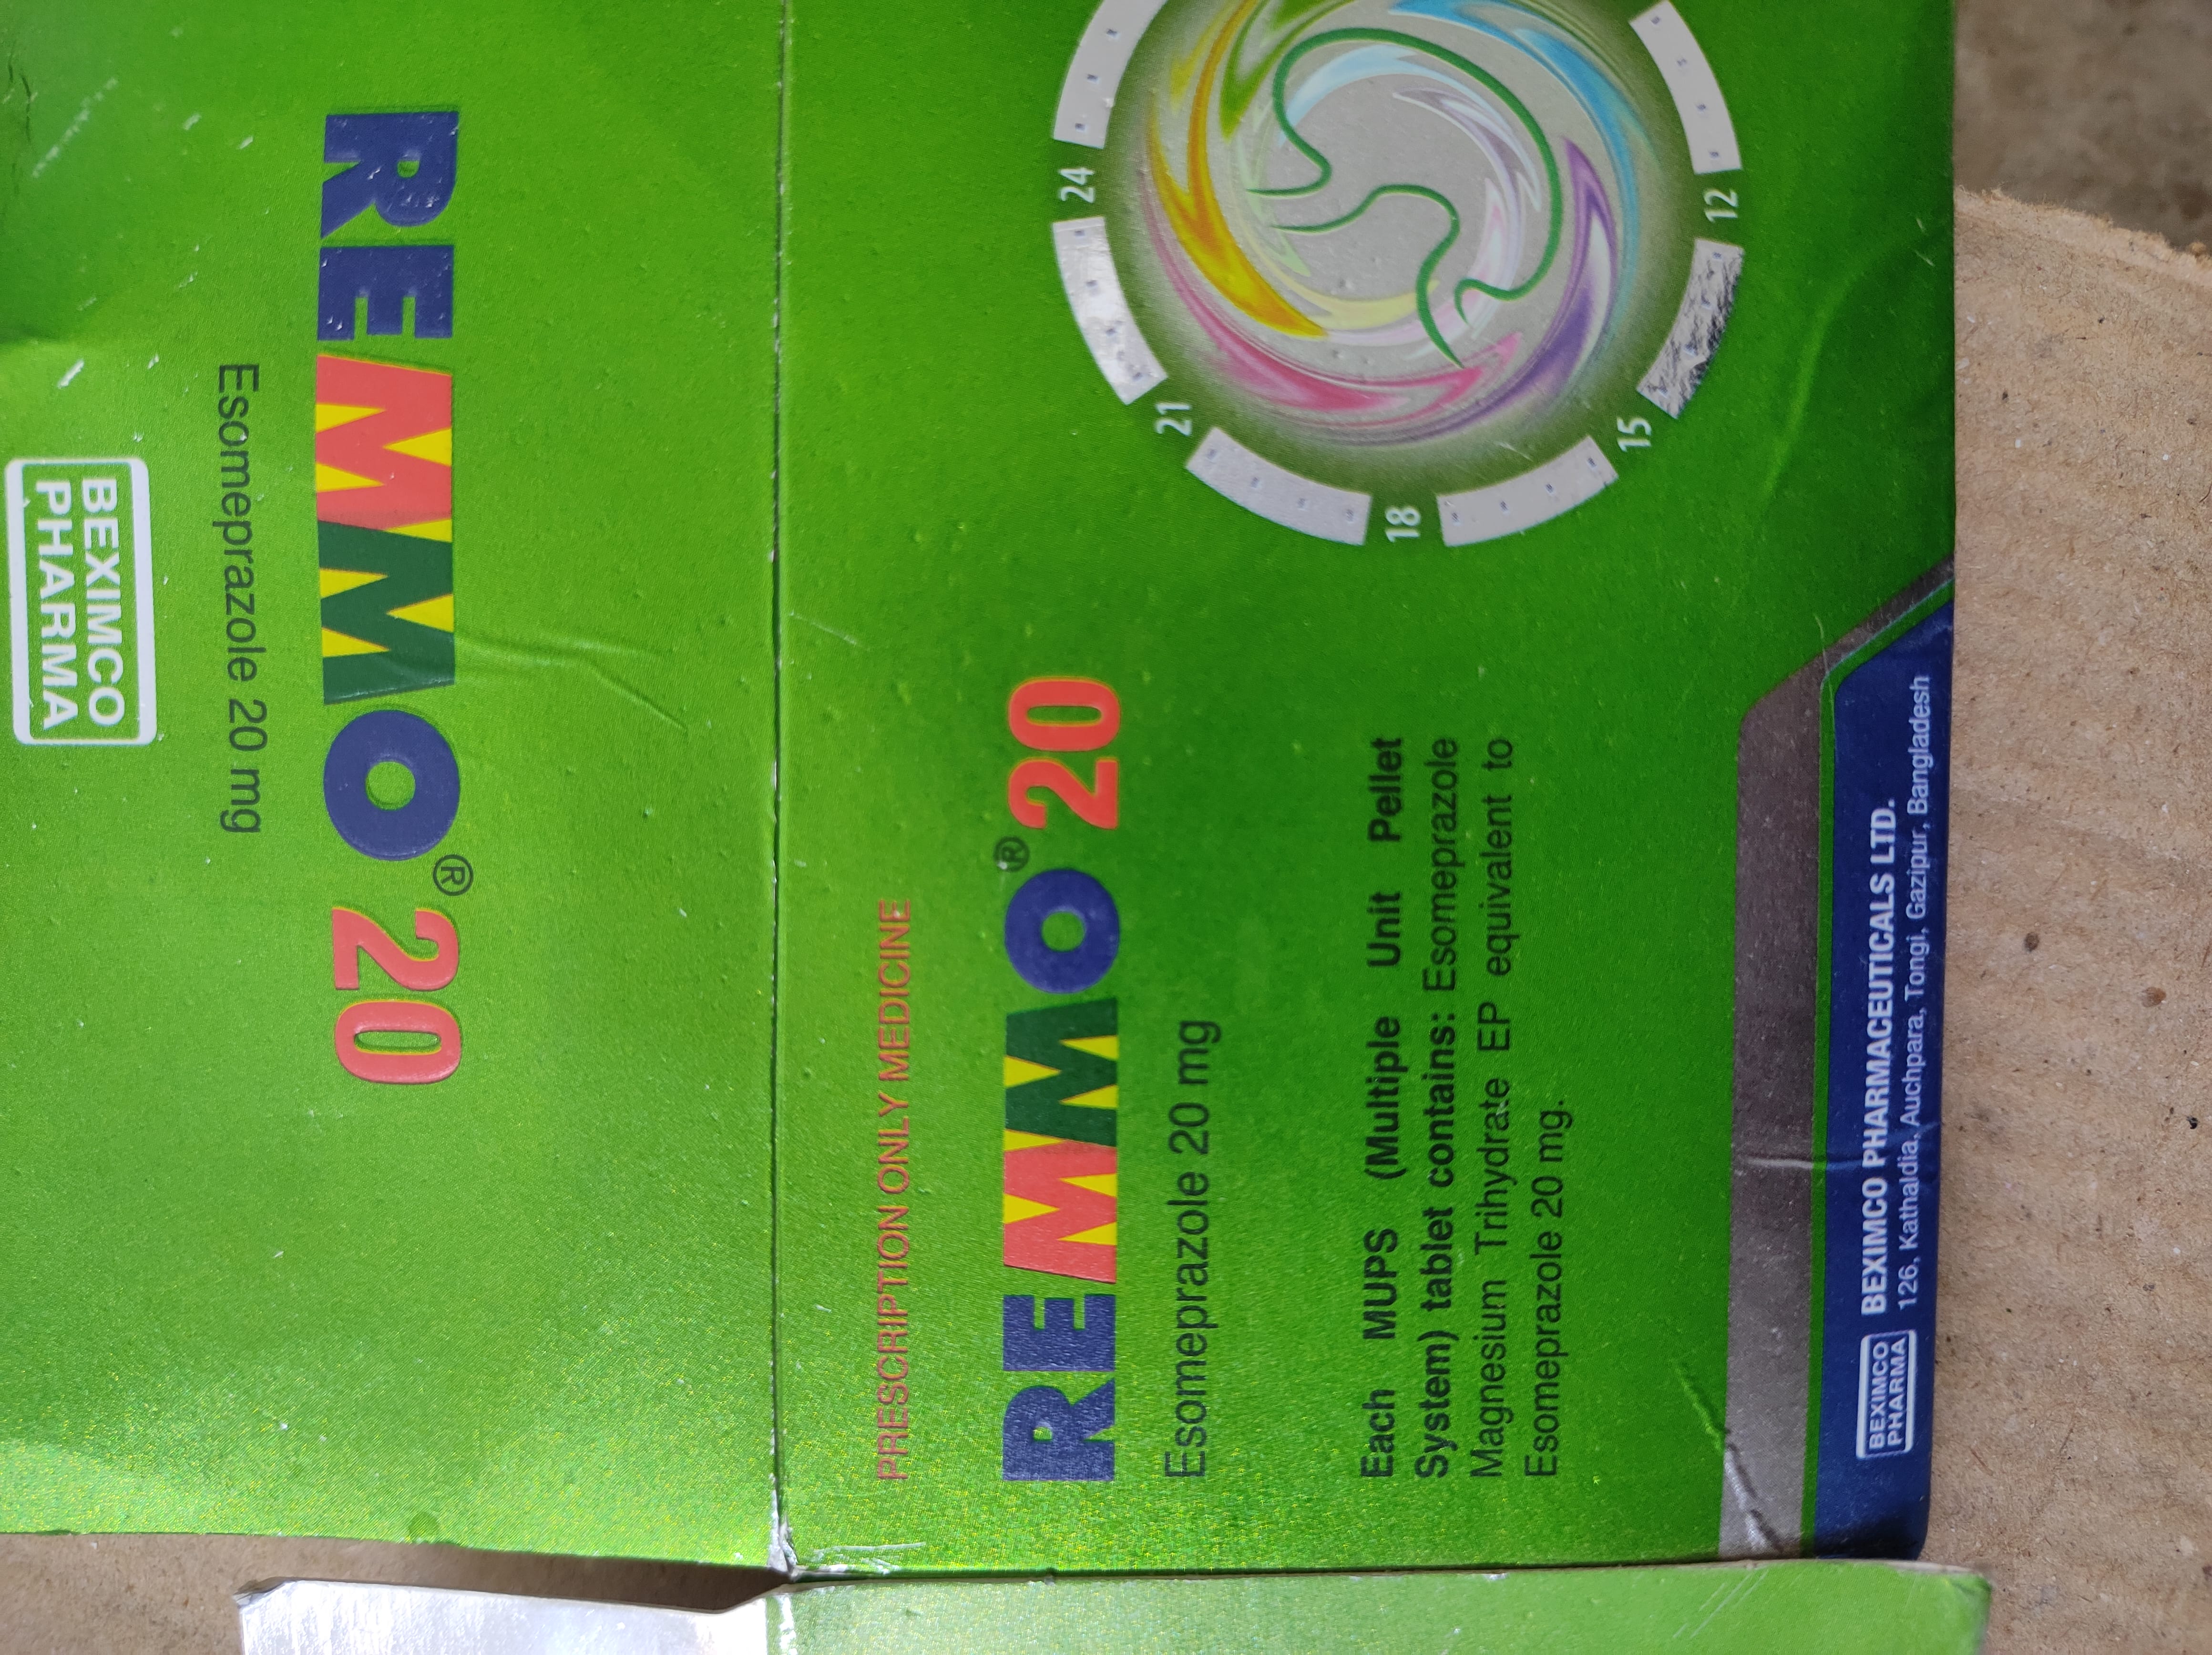 BEXIMCO
PHARMA
Esomeprazole 20 mg
REMMO® 20
PRESCRIPTION ONLY MEDICINE
REMMO® 20
Esomeprazole 20 mg
24
21
18
15
12
Each MUPS (Multiple Unit Pellet
System) tablet contains: Esomeprazole
Magnesium Trihydrate EP equivalent to
Esomeprazole 20 mg.
BEXIMCO
PHARMA
BEXIMCO PHARMACEUTICALS LTD.
126, Kathaldia, Auchpara, Tongi, Gazipur, Bangladesh